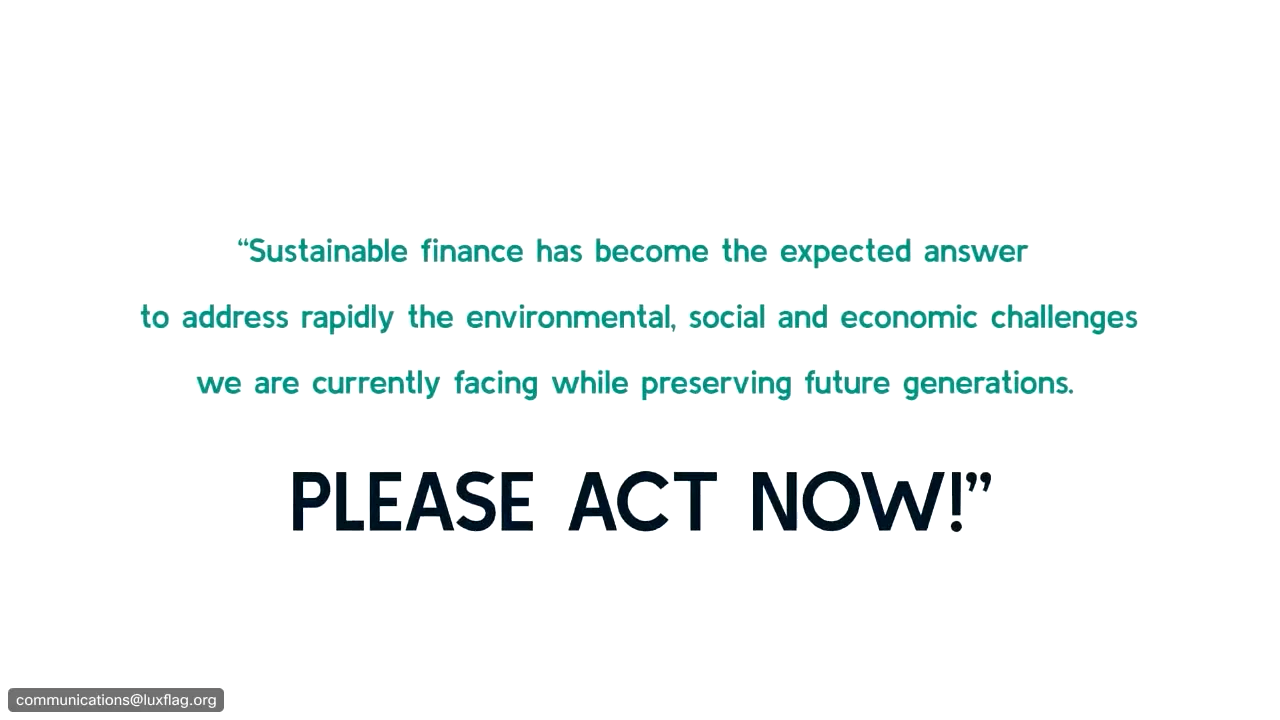 “Sustainable finance has become the expected answer
to address rapidly the environmental, social and economic challenges
we are currently facing while preserving future generations.
PLEASE ACT NOW!”
communications@luxflag.org